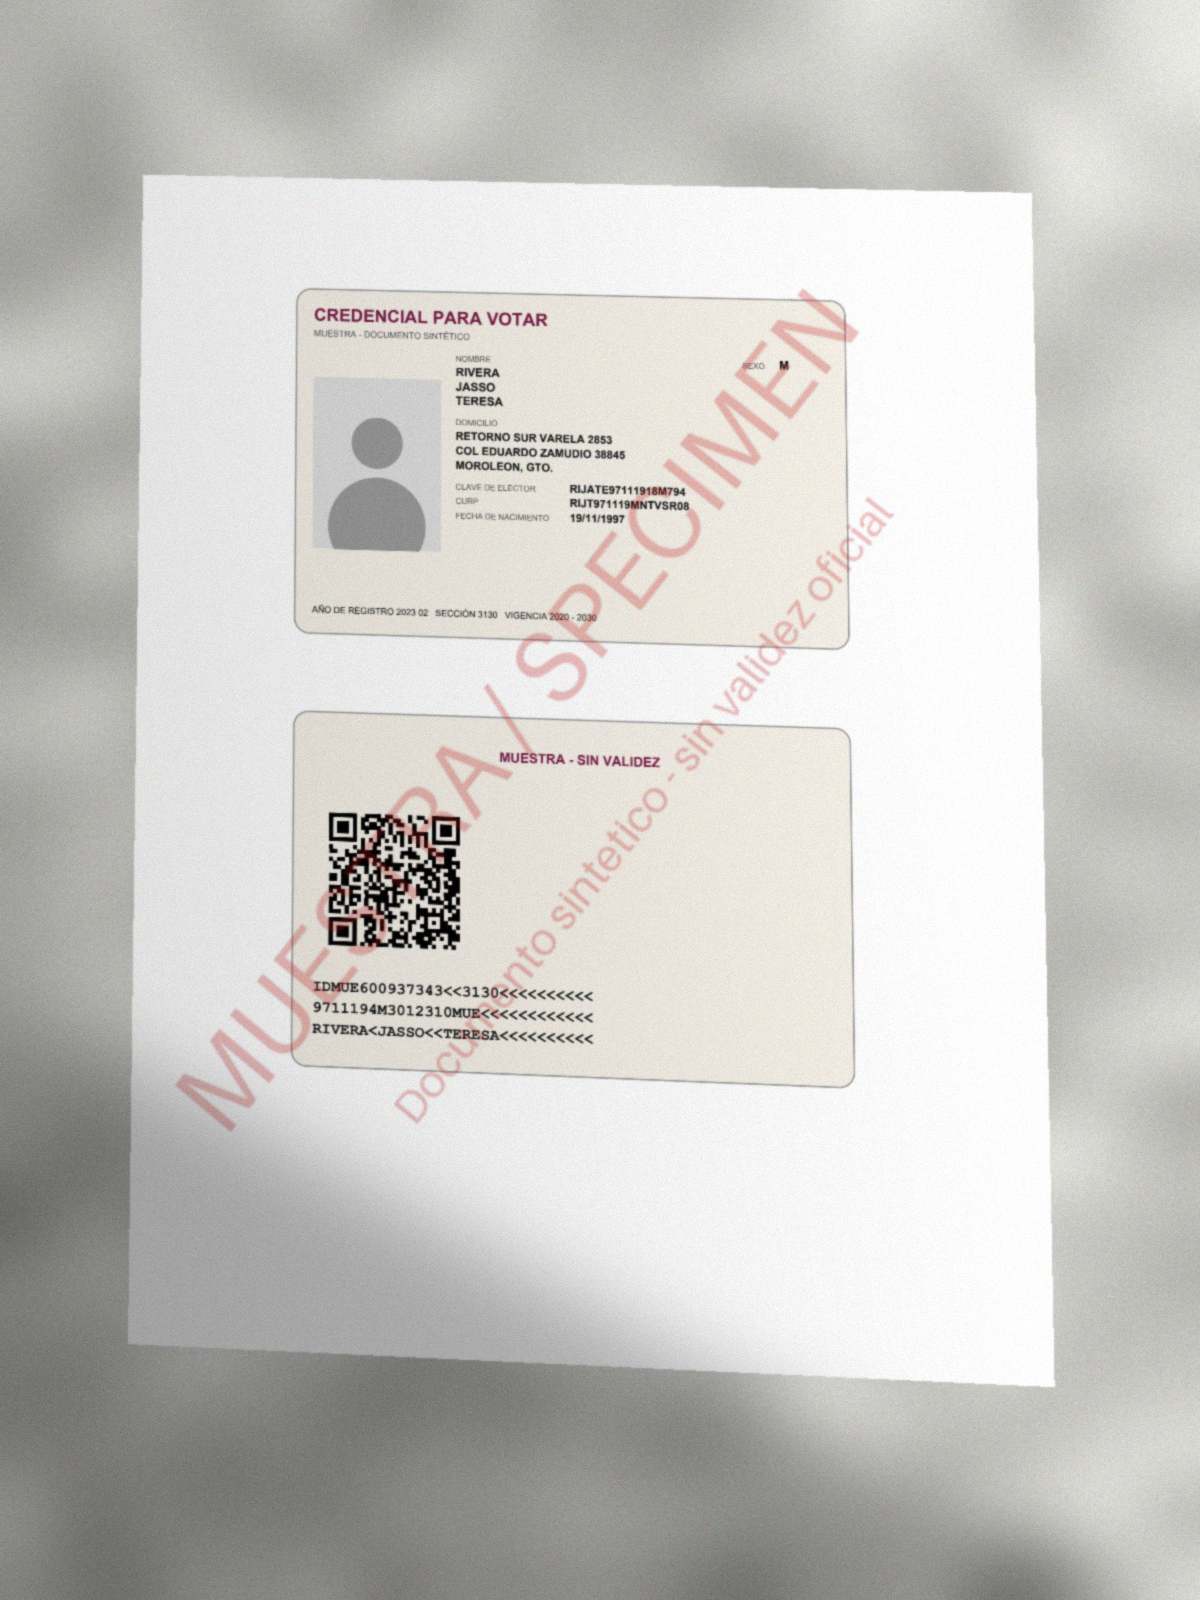 CREDENCIAL PARA VOTAR
MUESTRA - DOCUMENTO SINTÉTICO
NOMBRE
RIVERA
JASSO
TERESA
SEXO M
DOMICILIO
RETORNO SUR VARELA 2853
COL EDUARDO ZAMUDIO 38845
MOROLEON, GTO.
CLAVE DE ELECTOR RIJATE97111918M794
CURP RIJT971119MNTVSR08
FECHA DE NACIMIENTO 19/11/1997
AÑO DE REGISTRO 2023 02 SECCIÓN 3130 VIGENCIA 2020 - 2030
MUESTRA / SPECIMEN
Documento sintetico - sin validez oficial
MUESTRA - SIN VALIDEZ
IDMUE600937343<<3130<<<<<<<<<<
9711194M3012310MUE<<<<<<<<<<<<
RIVERA<JASSO<<TERESA<<<<<<<<<<